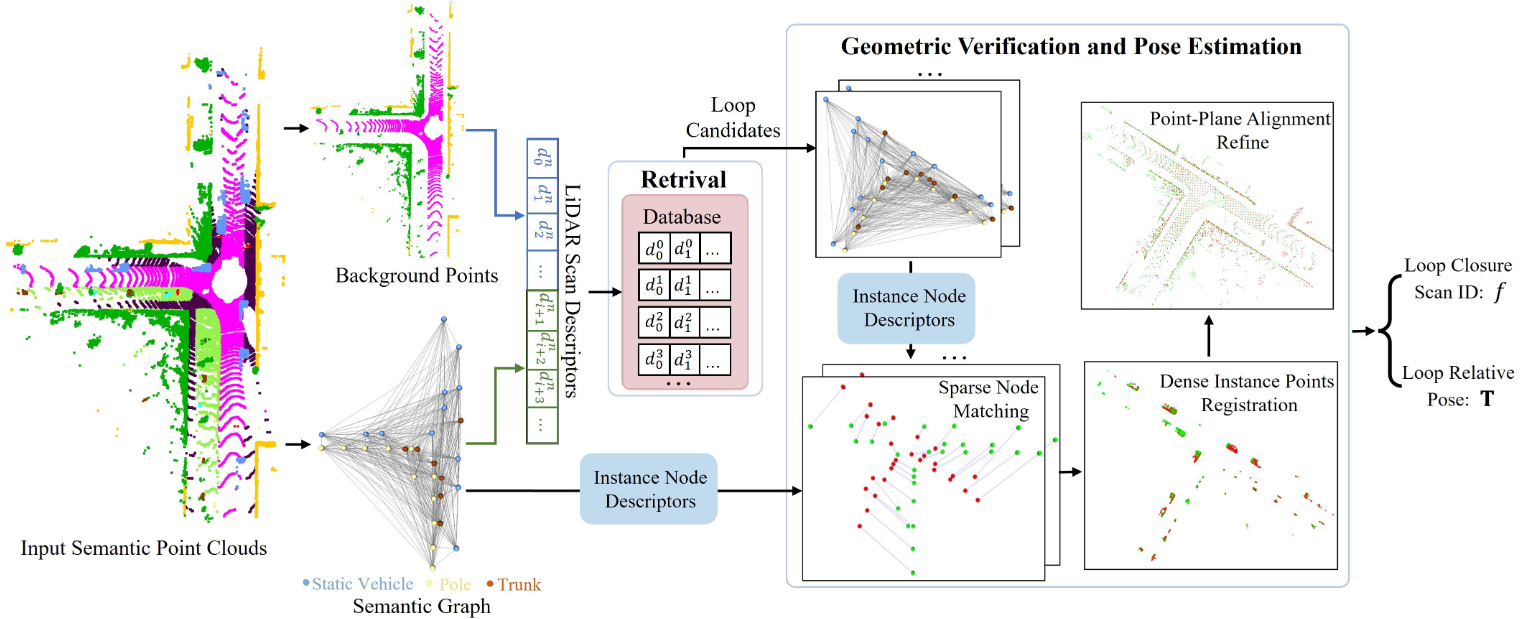 Input Semantic Point Clouds
Background Points
Static Vehicle
Pole
Trunk
Semantic Graph
d_0^n
d_1^n
d_2^n
...
d_{i+1}^n
d_{i+2}^n
d_{i+3}^n
...
LiDAR Scan Descriptors
Instance Node
Descriptors
Retrival
Database
d_0^0 d_1^0 ...
d_0^1 d_1^1 ...
d_0^2 d_1^2 ...
d_0^3 d_1^3 ...
...
Loop
Candidates
Geometric Verification and Pose Estimation
...
Instance Node
Descriptors
...
Sparse Node
Matching
Dense Instance Points
Registration
Point-Plane Alignment
Refine
Loop Closure
Scan ID: f
Loop Relative
Pose: T